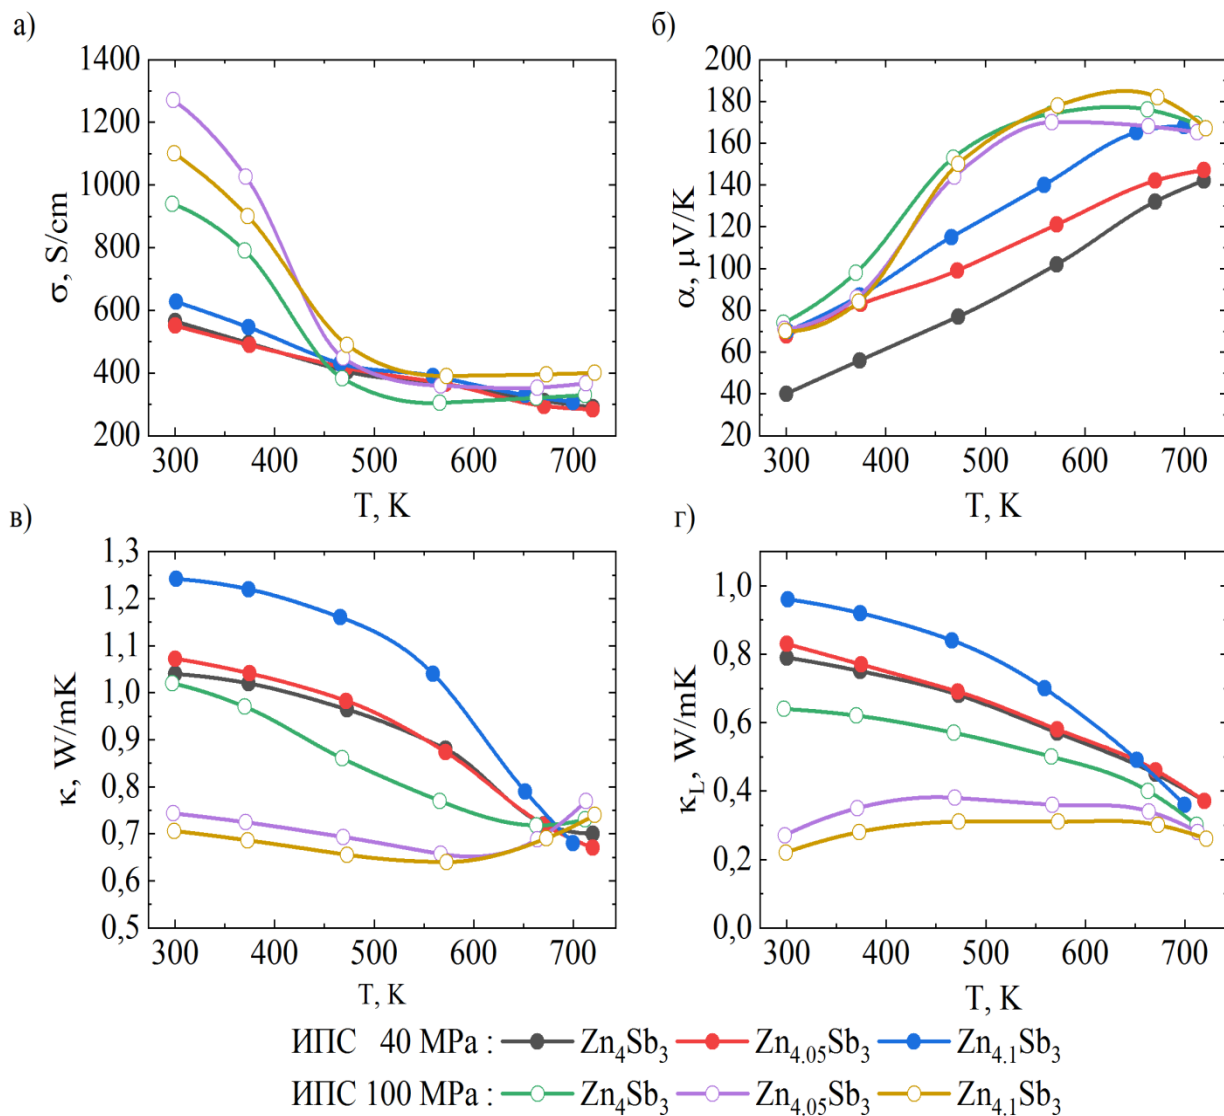 а)
1400
1200
1000
800
600
400
200
σ, S/cm
300 400 500 600 700
T, K
б)
200
180
160
140
120
100
80
60
40
20
α, μV/K
300 400 500 600 700
T, K
в)
1,3
1,2
1,1
1,0
0,9
0,8
0,7
0,6
0,5
κ, W/mK
300 400 500 600 700
T, K
г)
1,0
0,8
0,6
0,4
0,2
0,0
κL, W/mK
300 400 500 600 700
T, K
ИПС 40 MPa : Zn4Sb3 Zn4.05Sb3 Zn4.1Sb3
ИПС 100 MPa : Zn4Sb3 Zn4.05Sb3 Zn4.1Sb3